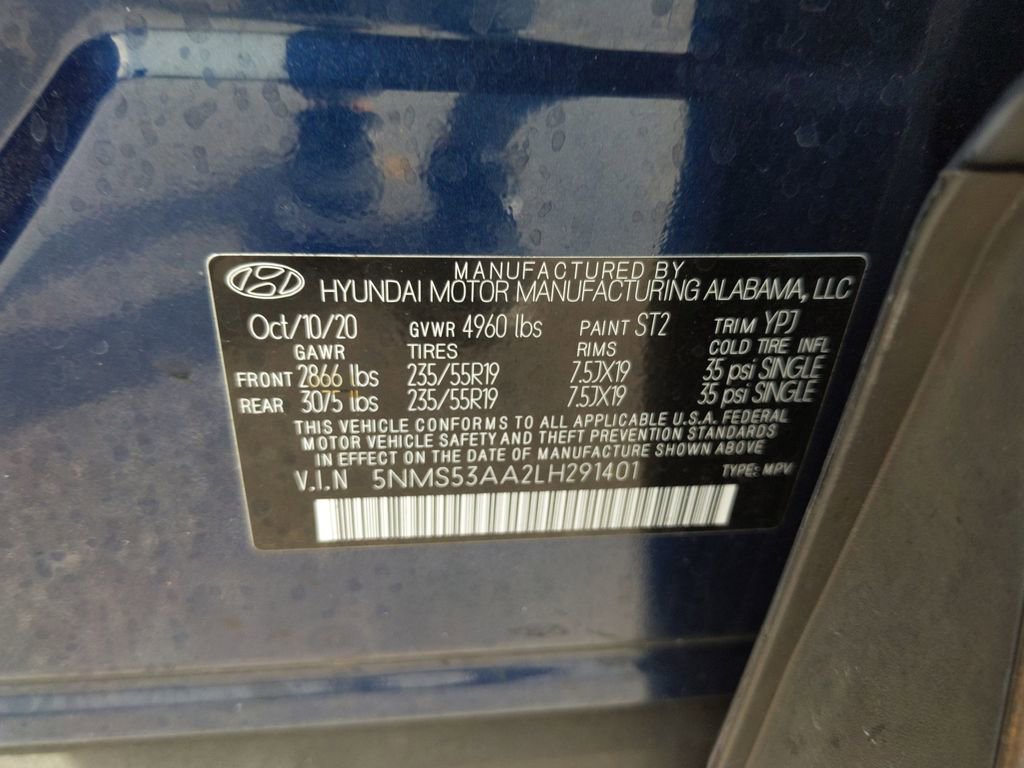 MANUFACTURED BY
HYUNDAI MOTOR MANUFACTURING ALABAMA, LLC
Oct/10/20 GVWR 4960 lbs PAINT ST2 TRIM YPJ
GAWR TIRES RIMS COLD TIRE INFL
FRONT 2866 lbs 235/55R19 7.5JX19 35 psi SINGLE
REAR 3075 lbs 235/55R19 7.5JX19 35 psi SINGLE
THIS VEHICLE CONFORMS TO ALL APPLICABLE U.S.A. FEDERAL
MOTOR VEHICLE SAFETY AND THEFT PREVENTION STANDARDS
IN EFFECT ON THE DATE OF MANUFACTURE SHOWN ABOVE
V.I.N 5NMS53AA2LH291401 TYPE: MPV